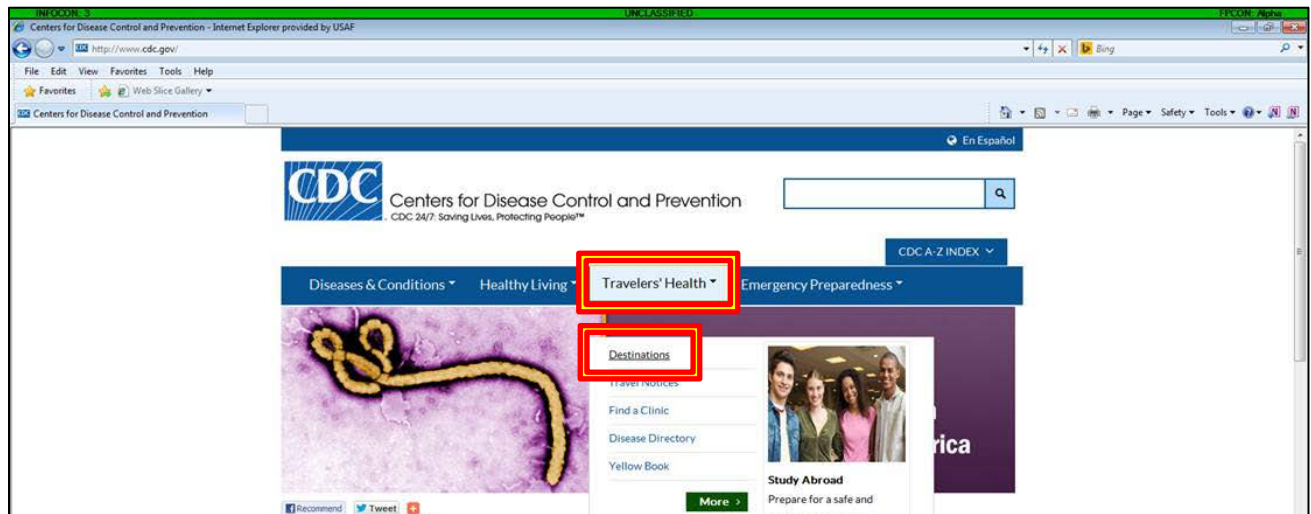 INFOCON: 3 UNCLASSIFIED FPCON: Alpha
Centers for Disease Control and Prevention - Internet Explorer provided by USAF
http://www.cdc.gov/ Bing
File Edit View Favorites Tools Help
Favorites Web Slice Gallery
Centers for Disease Control and Prevention Page Safety Tools
En Español
CDC Centers for Disease Control and Prevention
CDC 24/7: Saving Lives, Protecting People™
CDC A-Z INDEX
Diseases & Conditions Healthy Living Travelers' Health Emergency Preparedness
Destinations
Travel Notices
Find a Clinic
Disease Directory
rica
Yellow Book
Study Abroad
More > Prepare for a safe and
Recommend Tweet